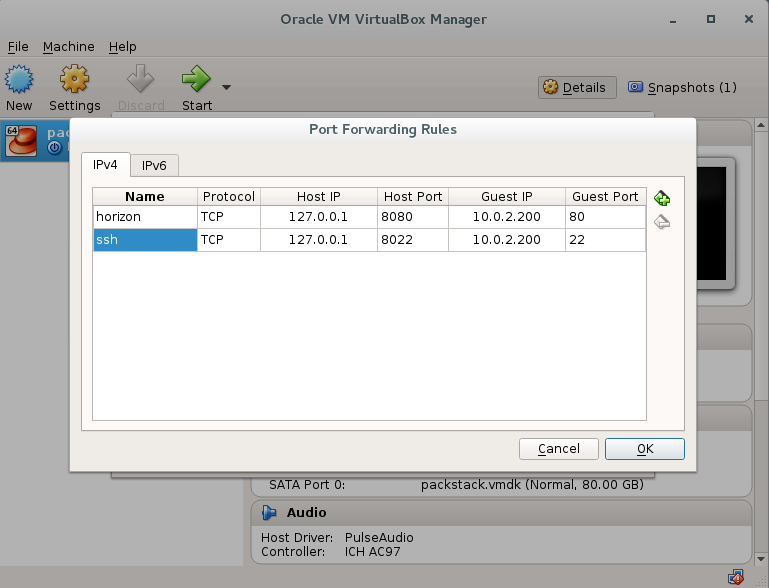 Oracle VM VirtualBox Manager
File Machine Help
New Settings Discard Start Details Snapshots (1)
64 pac
Port Forwarding Rules
IPv4 IPv6
Name Protocol Host IP Host Port Guest IP Guest Port
horizon TCP 127.0.0.1 8080 10.0.2.200 80
ssh TCP 127.0.0.1 8022 10.0.2.200 22
Cancel OK
SATA Port 0: packstack.vmdk (Normal, 80.00 GB)
Audio
Host Driver: PulseAudio
Controller: ICH AC97